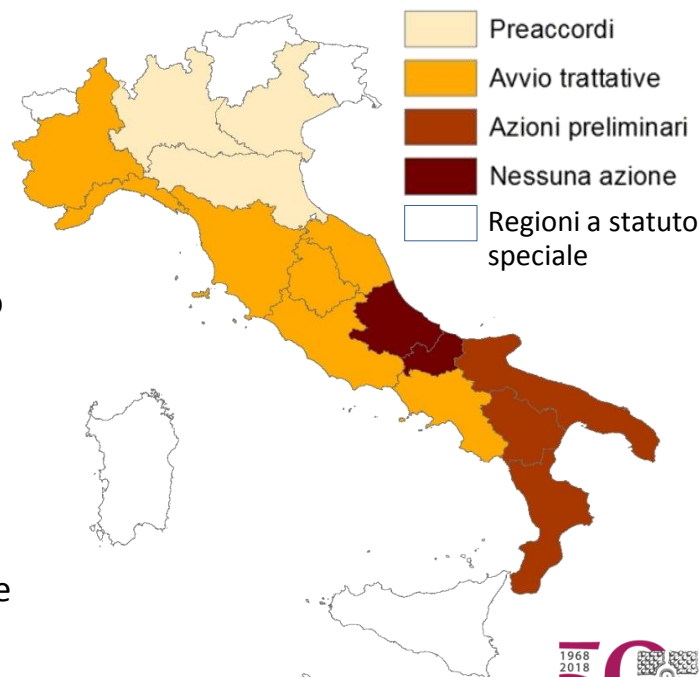 Preaccordi
Avvio trattative
Azioni preliminari
Nessuna azione
Regioni a statuto
speciale
o
e
1968
2018